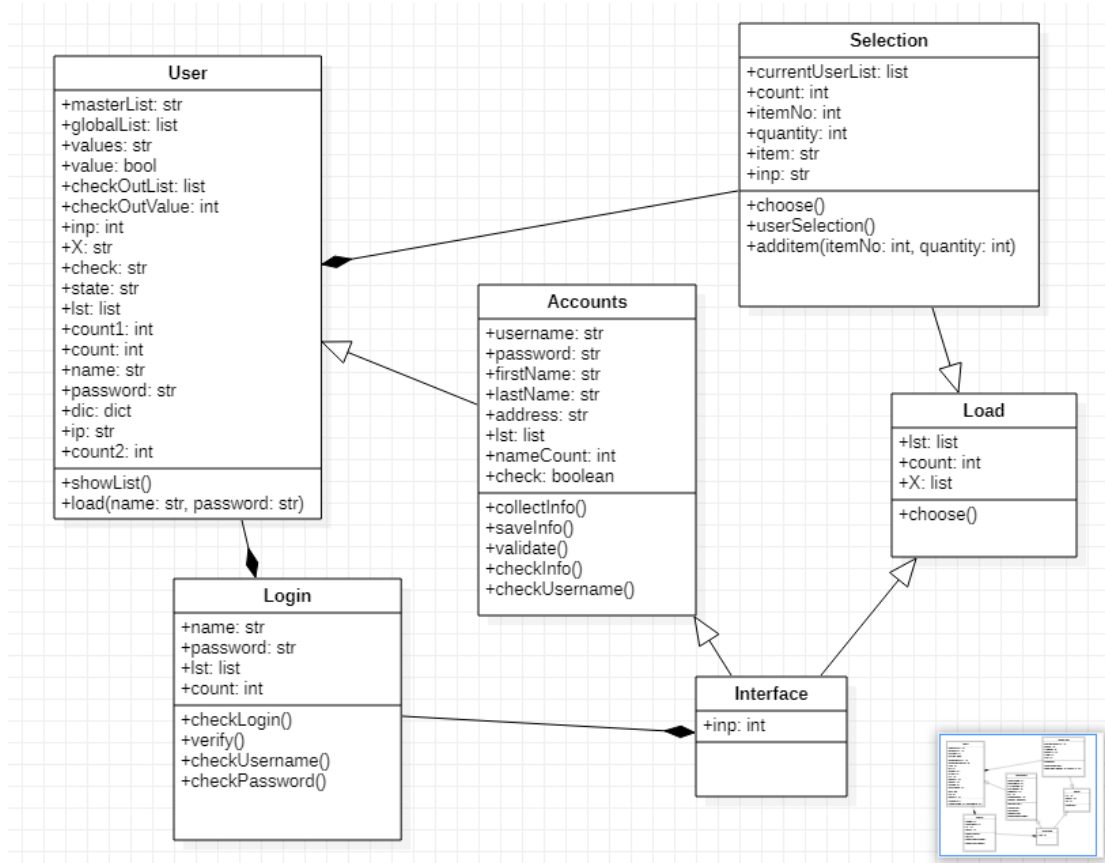 User
+masterList: str
+globalList: list
+values: str
+value: bool
+checkOutList: list
+checkOutValue: int
+inp: int
+X: str
+check: str
+state: str
+lst: list
+count1: int
+count: int
+name: str
+password: str
+dic: dict
+ip: str
+count2: int
+showList()
+load(name: str, password: str)
Selection
+currentUserList: list
+count: int
+itemNo: int
+quantity: int
+item: str
+inp: str
+choose()
+userSelection()
+additem(itemNo: int, quantity: int)
Accounts
+username: str
+password: str
+firstName: str
+lastName: str
+address: str
+lst: list
+nameCount: int
+check: boolean
+collectInfo()
+saveInfo()
+validate()
+checkInfo()
+checkUsername()
Load
+lst: list
+count: int
+X: list
+choose()
Login
+name: str
+password: str
+lst: list
+count: int
+checkLogin()
+verify()
+checkUsername()
+checkPassword()
Interface
+inp: int